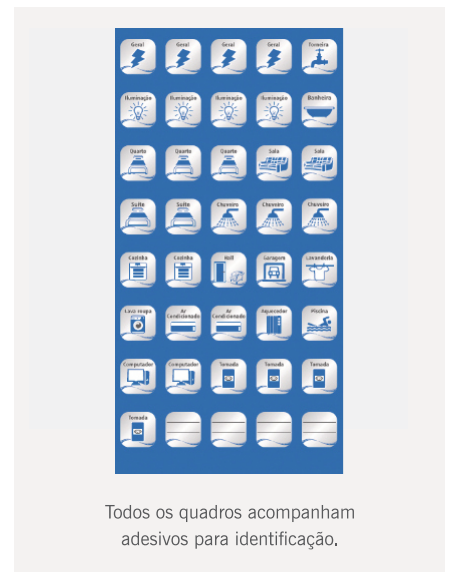 Geral Geral Geral Geral Torneira
Iluminação Iluminação Iluminação Iluminação Banheira
Quarto Quarto Quarto Sala Sala
Suíte Suíte Chuveiro Chuveiro Chuveiro
Cozinha Cozinha Hall Garagem Lavanderia
Lava roupa Ar Condicionado Ar Condicionado Aquecedor Piscina
Computador Computador Tomada Tomada Tomada
Tomada
Todos os quadros acompanham
adesivos para identificação.